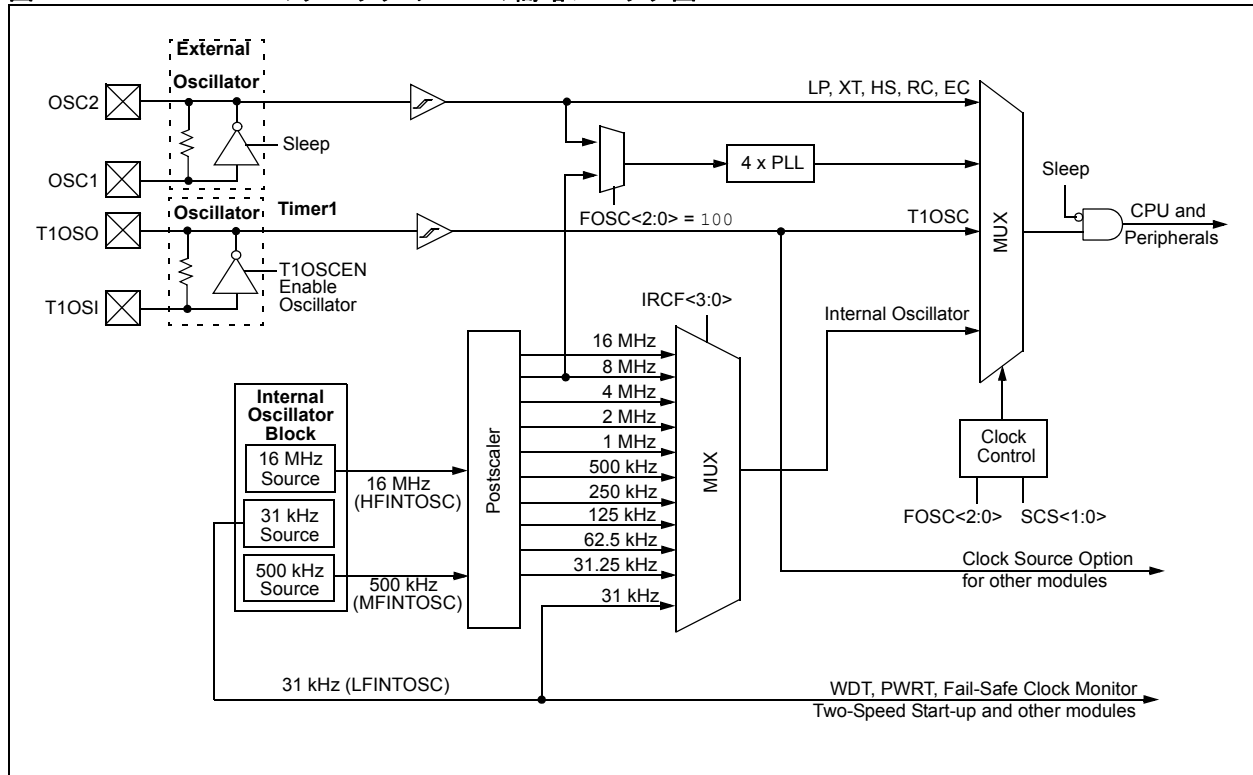 External
Oscillator
OSC2
Sleep
OSC1
LP, XT, HS, RC, EC
4 x PLL
FOSC<2:0> = 100
Sleep
CPU and
Peripherals
MUX
Oscillator
Timer1
T1OSO
T1OSC
T1OSCEN
Enable
Oscillator
T1OSI
IRCF<3:0>
Internal Oscillator
Internal
Oscillator
Block
16 MHz
Source
31 kHz
Source
500 kHz
Source
16 MHz
(HFINTOSC)
500 kHz
(MFINTOSC)
Postscaler
16 MHz
8 MHz
4 MHz
2 MHz
1 MHz
500 kHz
250 kHz
125 kHz
62.5 kHz
31.25 kHz
31 kHz
MUX
Clock
Control
FOSC<2:0>
SCS<1:0>
Clock Source Option
for other modules
31 kHz (LFINTOSC)
WDT, PWRT, Fail-Safe Clock Monitor
Two-Speed Start-up and other modules